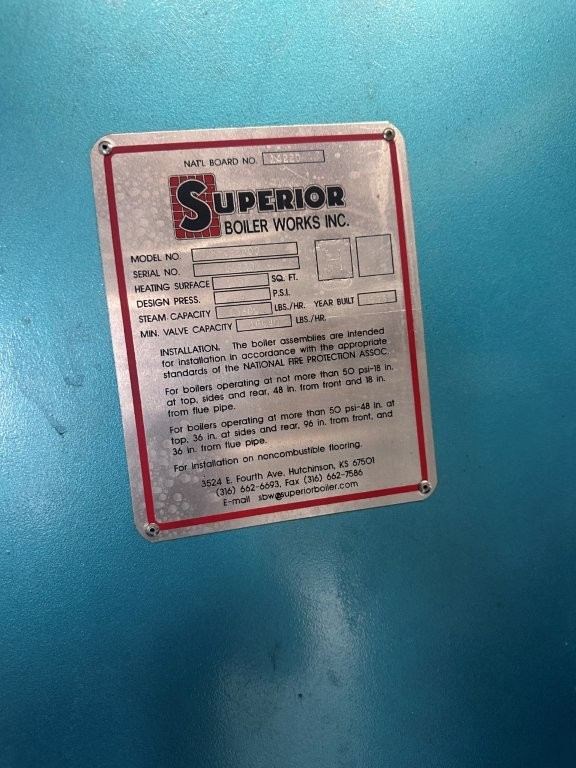 NAT'L BOARD NO.
SUPERIOR
BOILER WORKS INC.
MODEL NO.
SERIAL NO.
HEATING SURFACE SQ. FT.
DESIGN PRESS. P.S.I.
STEAM CAPACITY LBS./HR. YEAR BUILT
MIN. VALVE CAPACITY LBS./HR.
INSTALLATION. The boiler assemblies are intended
for installation in accordance with the appropriate
standards of the NATIONAL FIRE PROTECTION ASSOC.
For boilers operating at not more than 50 psi-18 in.
at top, sides and rear, 48 in. from front and 18 in.
from flue pipe.
For boilers operating at more than 50 psi-48 in. at
top, 36 in. at sides and rear, 96 in. from front, and
36 in. from flue pipe.
For installation on noncombustible flooring.
3524 E. Fourth Ave. Hutchinson, KS 67501
(316) 662-6693, Fax (316) 662-7586
E-mail sbw@superiorboiler.com